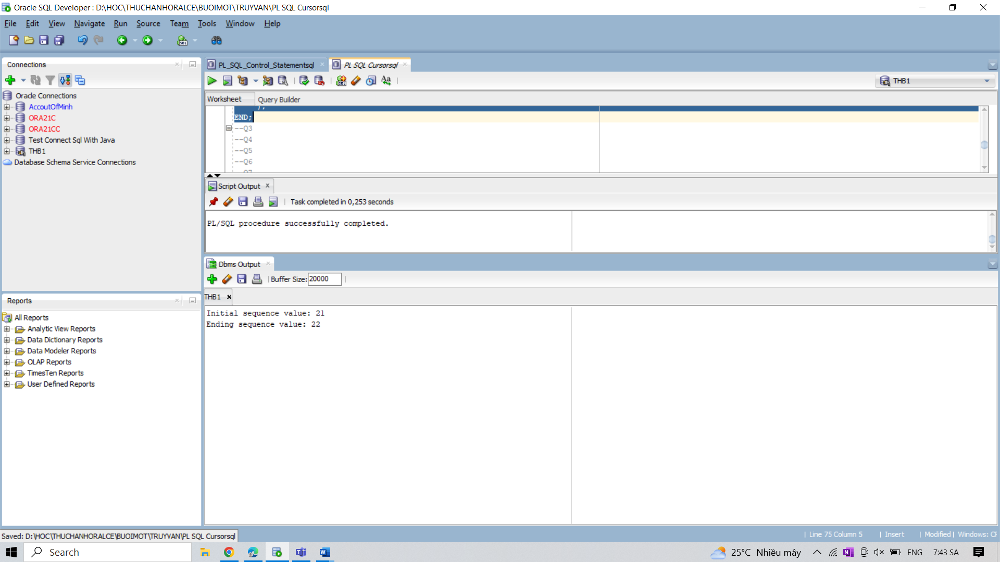 Oracle SQL Developer : D:\HOC\THUCHANHORALCE\BUOIMOT\TRUYVAN\PL SQL Cursorsql
File Edit View Navigate Run Source Team Tools Window Help
Connections
Oracle Connections
AccoutOfMinh
ORA21C
ORA21CC
Test Connect Sql With Java
THB1
Database Schema Service Connections
Reports
All Reports
Analytic View Reports
Data Dictionary Reports
Data Modeler Reports
OLAP Reports
TimesTen Reports
User Defined Reports
PL_SQL_Control_Statementsql
PL SQL Cursorsql
THB1
Worksheet Query Builder
END;
--Q3
--Q4
--Q5
--Q6
Script Output
Task completed in 0,253 seconds
PL/SQL procedure successfully completed.
Dbms Output
Buffer Size: 20000
THB1
Initial sequence value: 21
Ending sequence value: 22
Saved: D:\HOC\THUCHANHORALCE\BUOIMOT\TRUYVAN\PL SQL Cursorsql
| Line 75 Column 5 | Insert | Modified | Windows: CF
Search
25°C Nhiều mây
ENG
7:43 SA